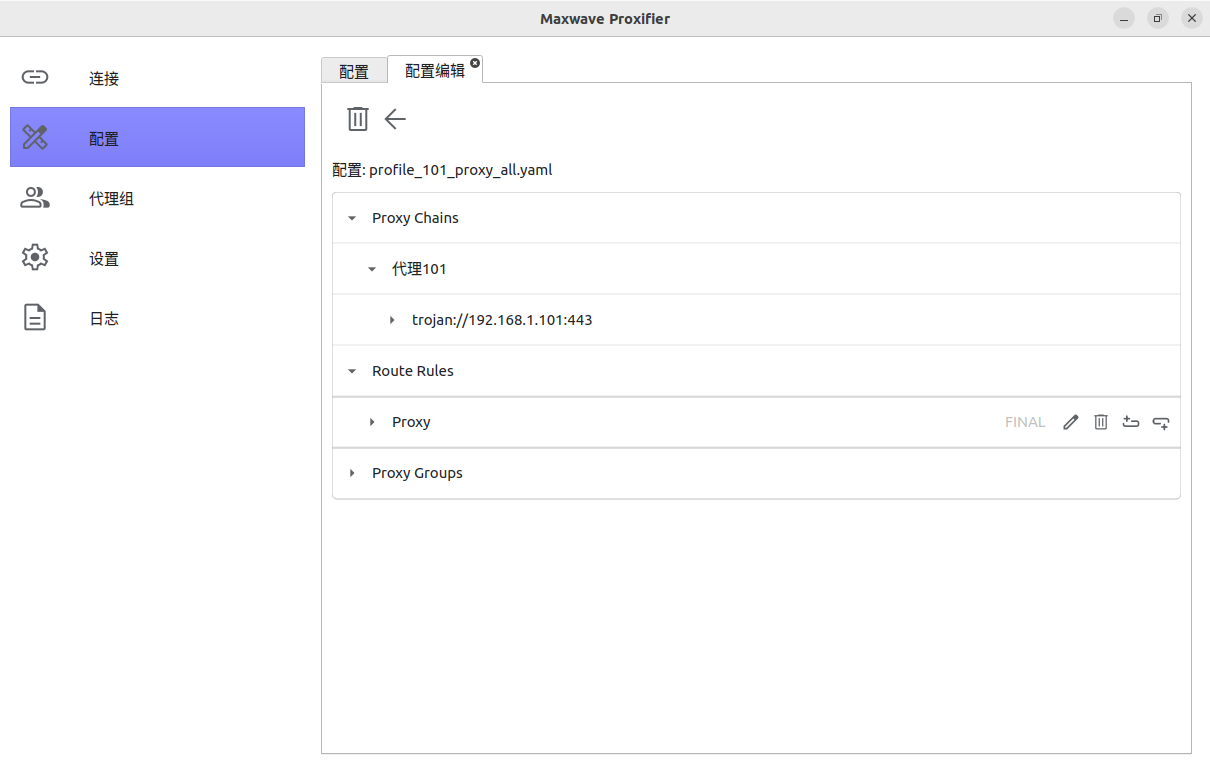 Maxwave Proxifier
连接
配置
代理组
设置
日志
配置
配置编辑
配置: profile_101_proxy_all.yaml
Proxy Chains
代理101
trojan://192.168.1.101:443
Route Rules
Proxy
FINAL
Proxy Groups